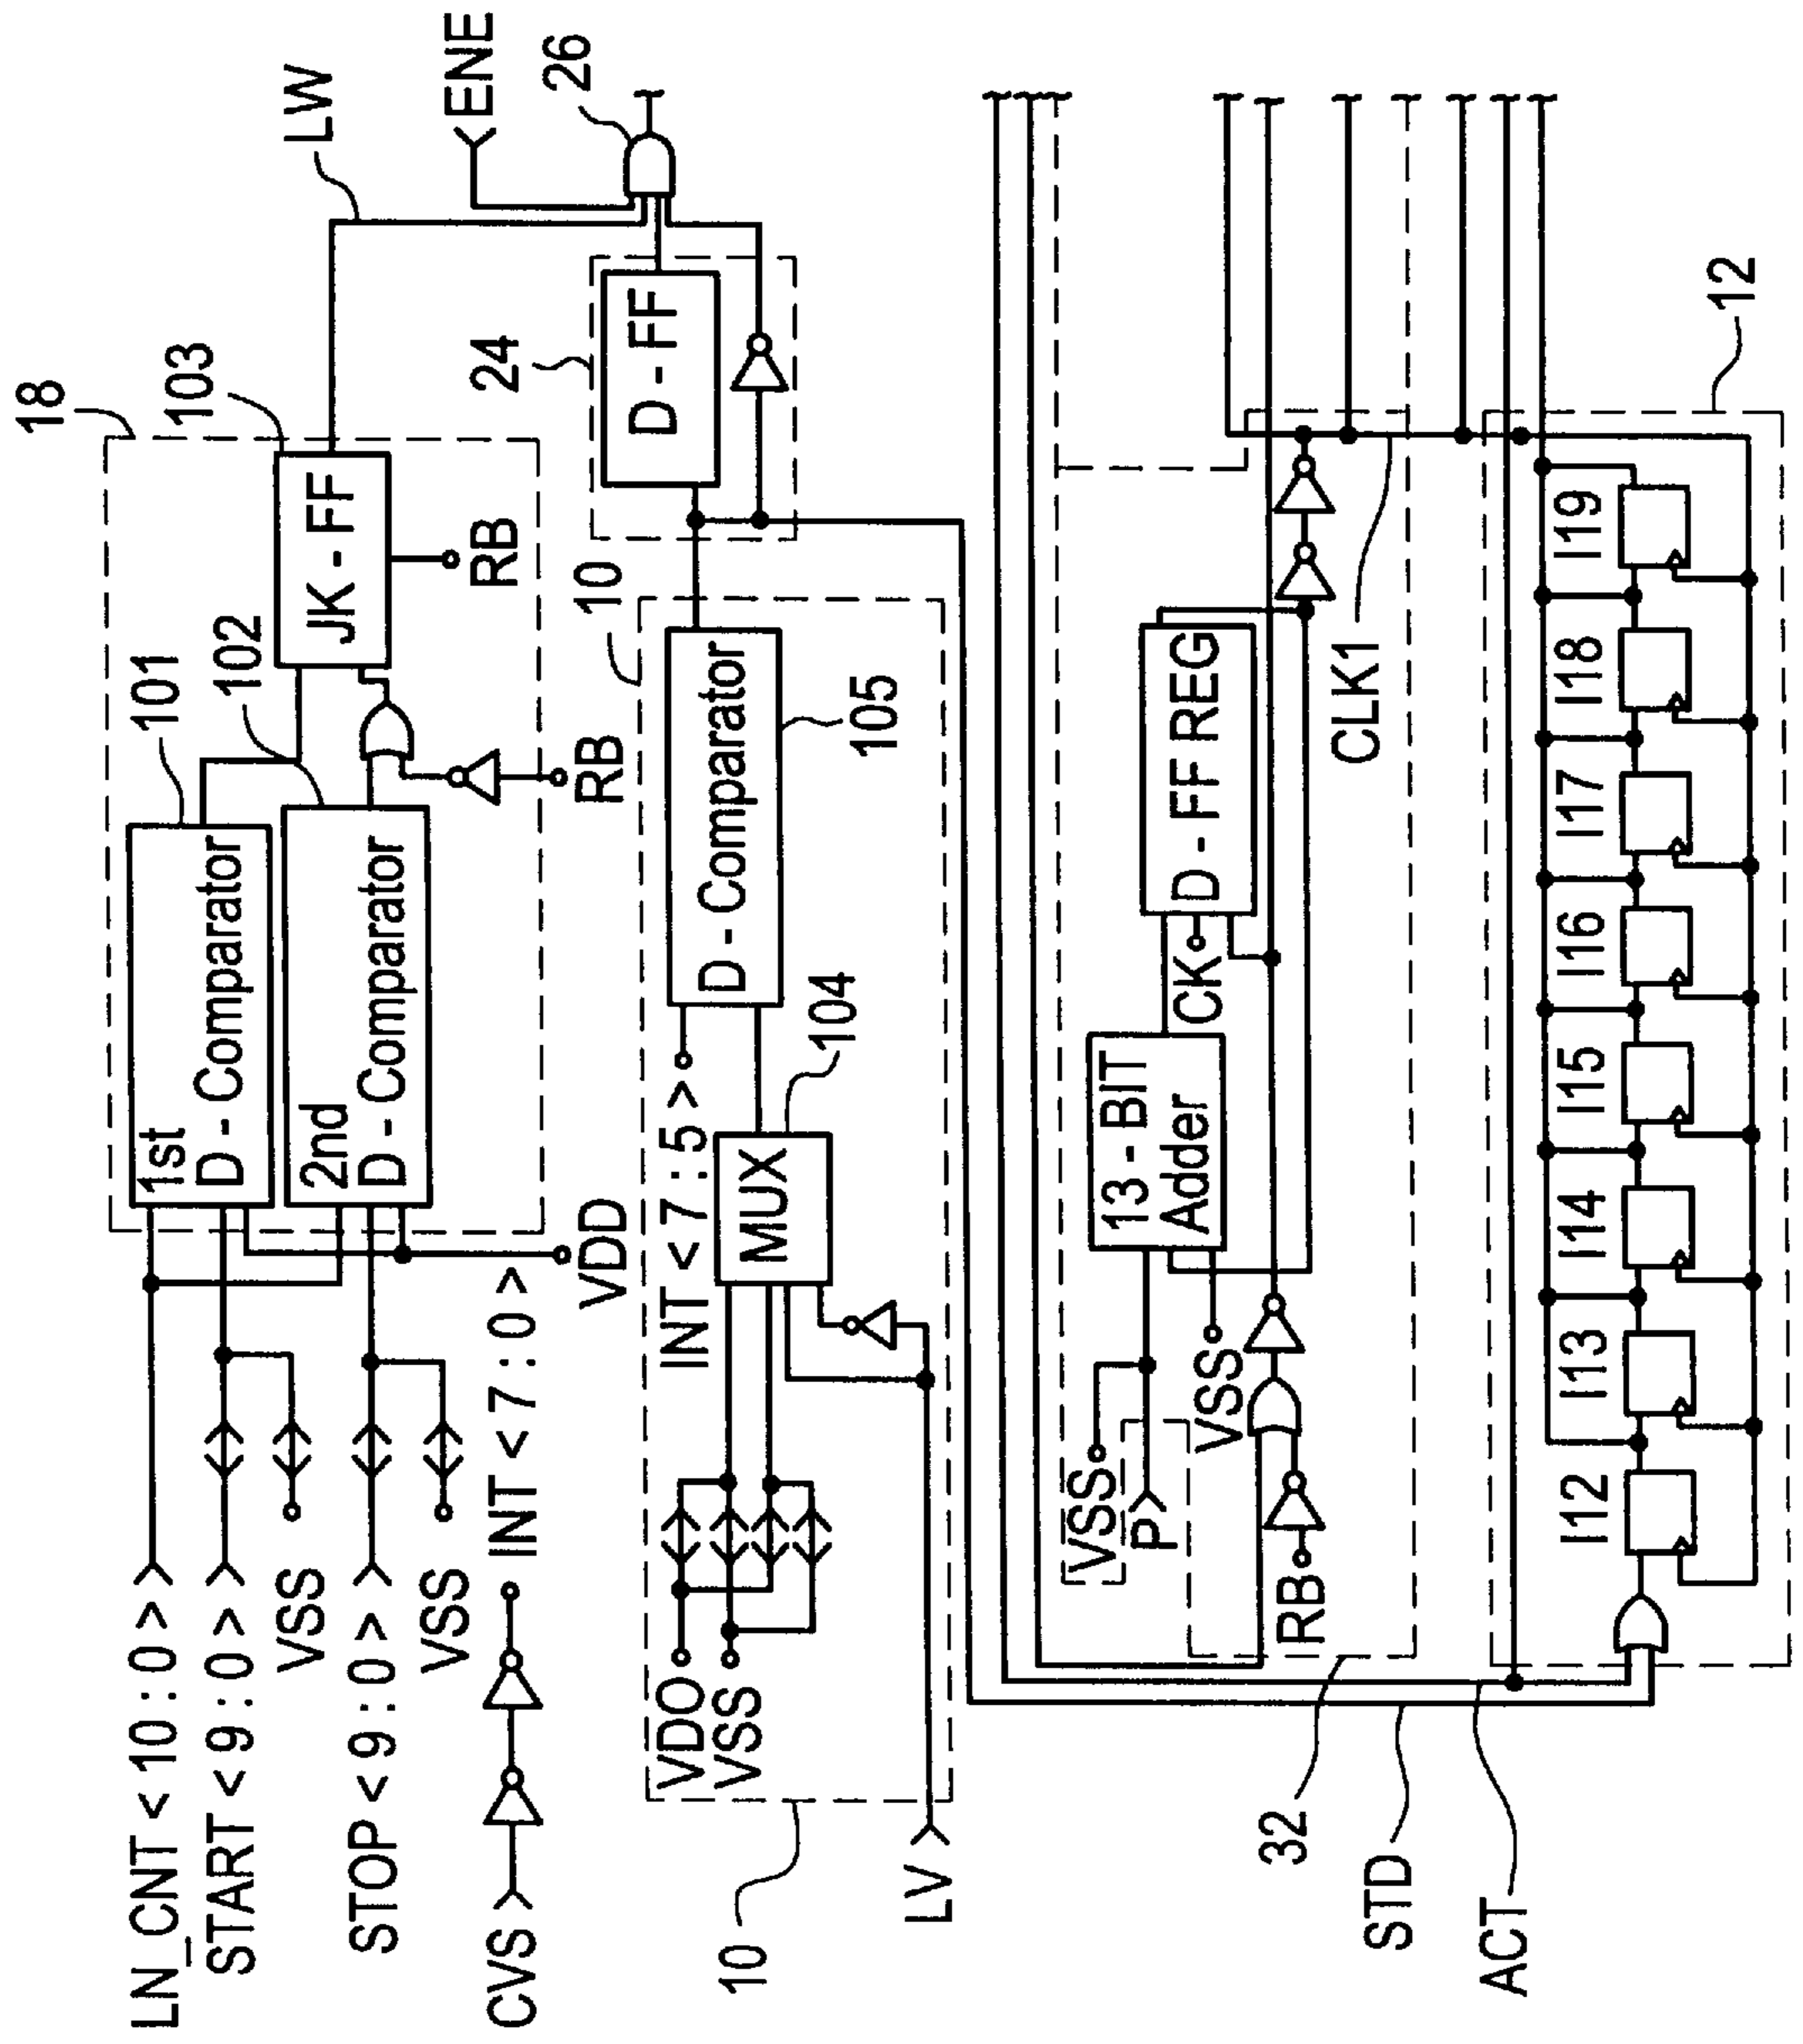 LN_CNT < 10 : 0 >
START < 9 : 0 >
VSS
STOP < 9 : 0 >
VSS
CVS
INT < 7 : 0 >
VDD
18
1st
D - Comparator
101
2nd
D - Comparator
102
RB
JK - FF
103
RB
LW
ENE
26
24
D - FF
10
VDO
VSS
LV
10
INT < 7 : 5 >
MUX
104
D - Comparator
105
VSS
P
VSS
RB
13 - BIT
Adder
CK
D - FF REG
CLK1
32
STD
ACT
I12
I13
I14
I15
I16
I17
I18
I19
12